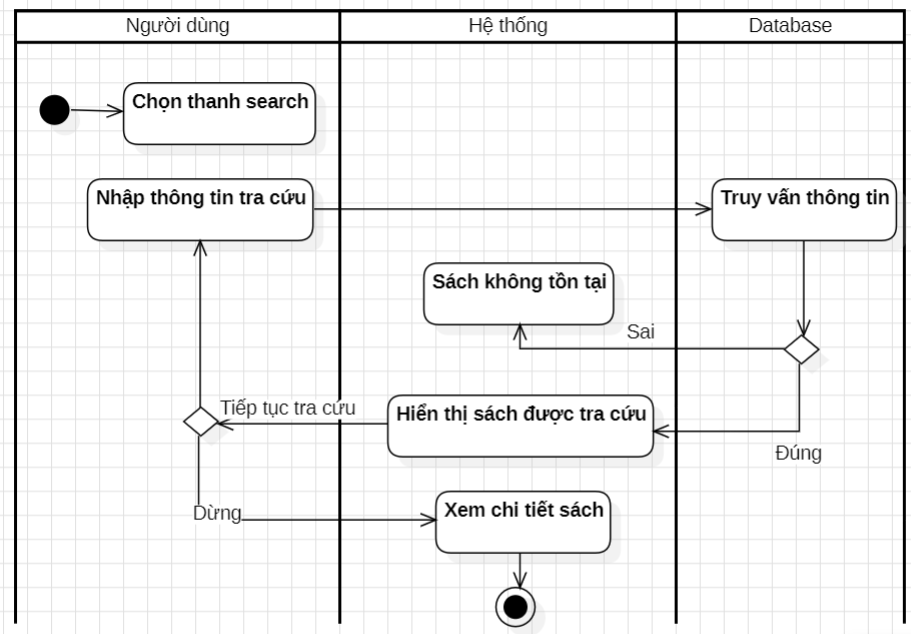 Người dùng
Hệ thống
Database
Chọn thanh search
Nhập thông tin tra cứu
Truy vấn thông tin
Sách không tồn tại
Sai
Tiếp tục tra cứu
Hiển thị sách được tra cứu
Đúng
Xem chi tiết sách
Dừng